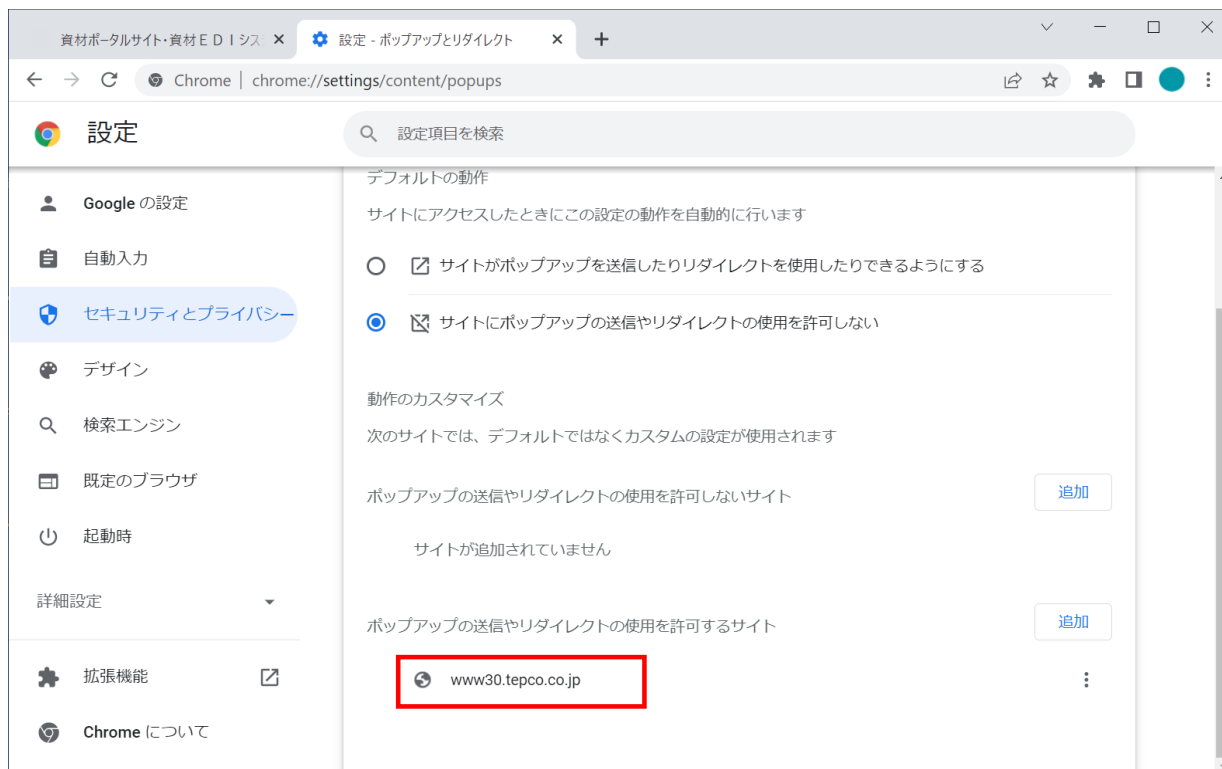 資材ポータルサイト・資材ＥＤＩシス
設定 - ポップアップとリダイレクト
Chrome | chrome://settings/content/popups
設定
設定項目を検索
Google の設定
自動入力
セキュリティとプライバシー
デザイン
検索エンジン
既定のブラウザ
起動時
詳細設定
拡張機能
Chrome について
デフォルトの動作
サイトにアクセスしたときにこの設定の動作を自動的に行います
サイトがポップアップを送信したりリダイレクトを使用したりできるようにする
サイトにポップアップの送信やリダイレクトの使用を許可しない
動作のカスタマイズ
次のサイトでは、デフォルトではなくカスタムの設定が使用されます
ポップアップの送信やリダイレクトの使用を許可しないサイト
追加
サイトが追加されていません
ポップアップの送信やリダイレクトの使用を許可するサイト
追加
www30.tepco.co.jp